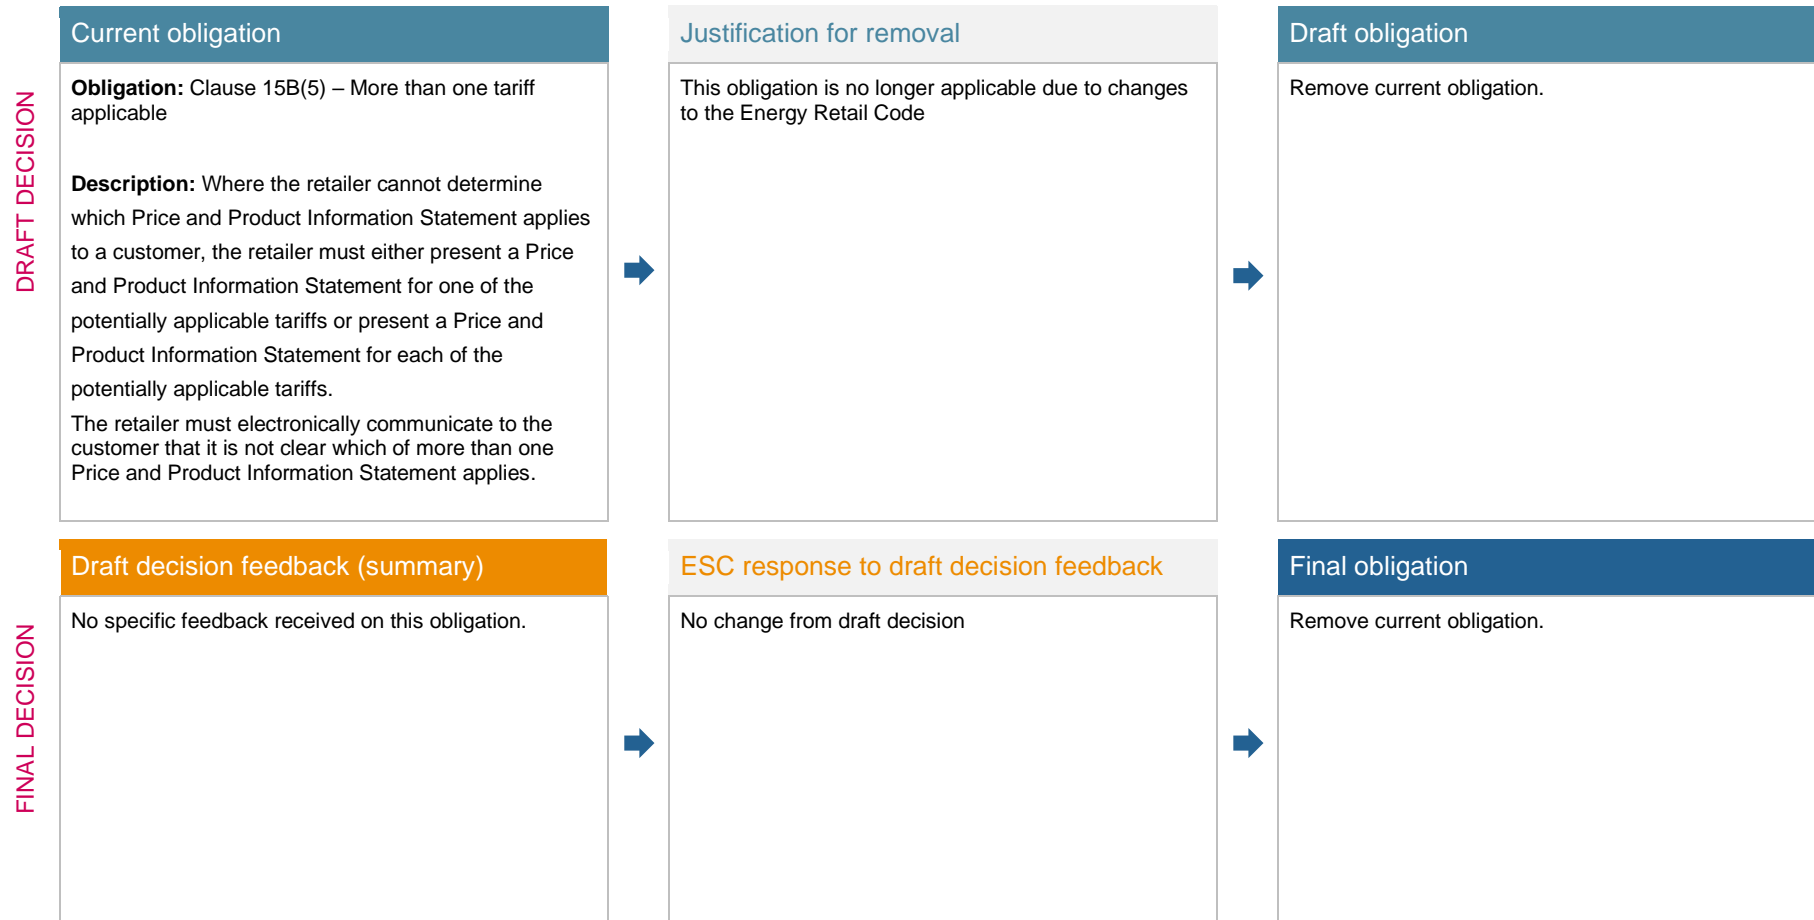 DRAFT DECISION
Current obligation
Obligation: Clause 15B(5) – More than one tariff
applicable
Description: Where the retailer cannot determine
which Price and Product Information Statement applies
to a customer, the retailer must either present a Price
and Product Information Statement for one of the
potentially applicable tariffs or present a Price and
Product Information Statement for each of the
potentially applicable tariffs.
The retailer must electronically communicate to the
customer that it is not clear which of more than one
Price and Product Information Statement applies.
Justification for removal
This obligation is no longer applicable due to changes
to the Energy Retail Code
Draft obligation
Remove current obligation.
FINAL DECISION
Draft decision feedback (summary)
No specific feedback received on this obligation.
ESC response to draft decision feedback
No change from draft decision
Final obligation
Remove current obligation.